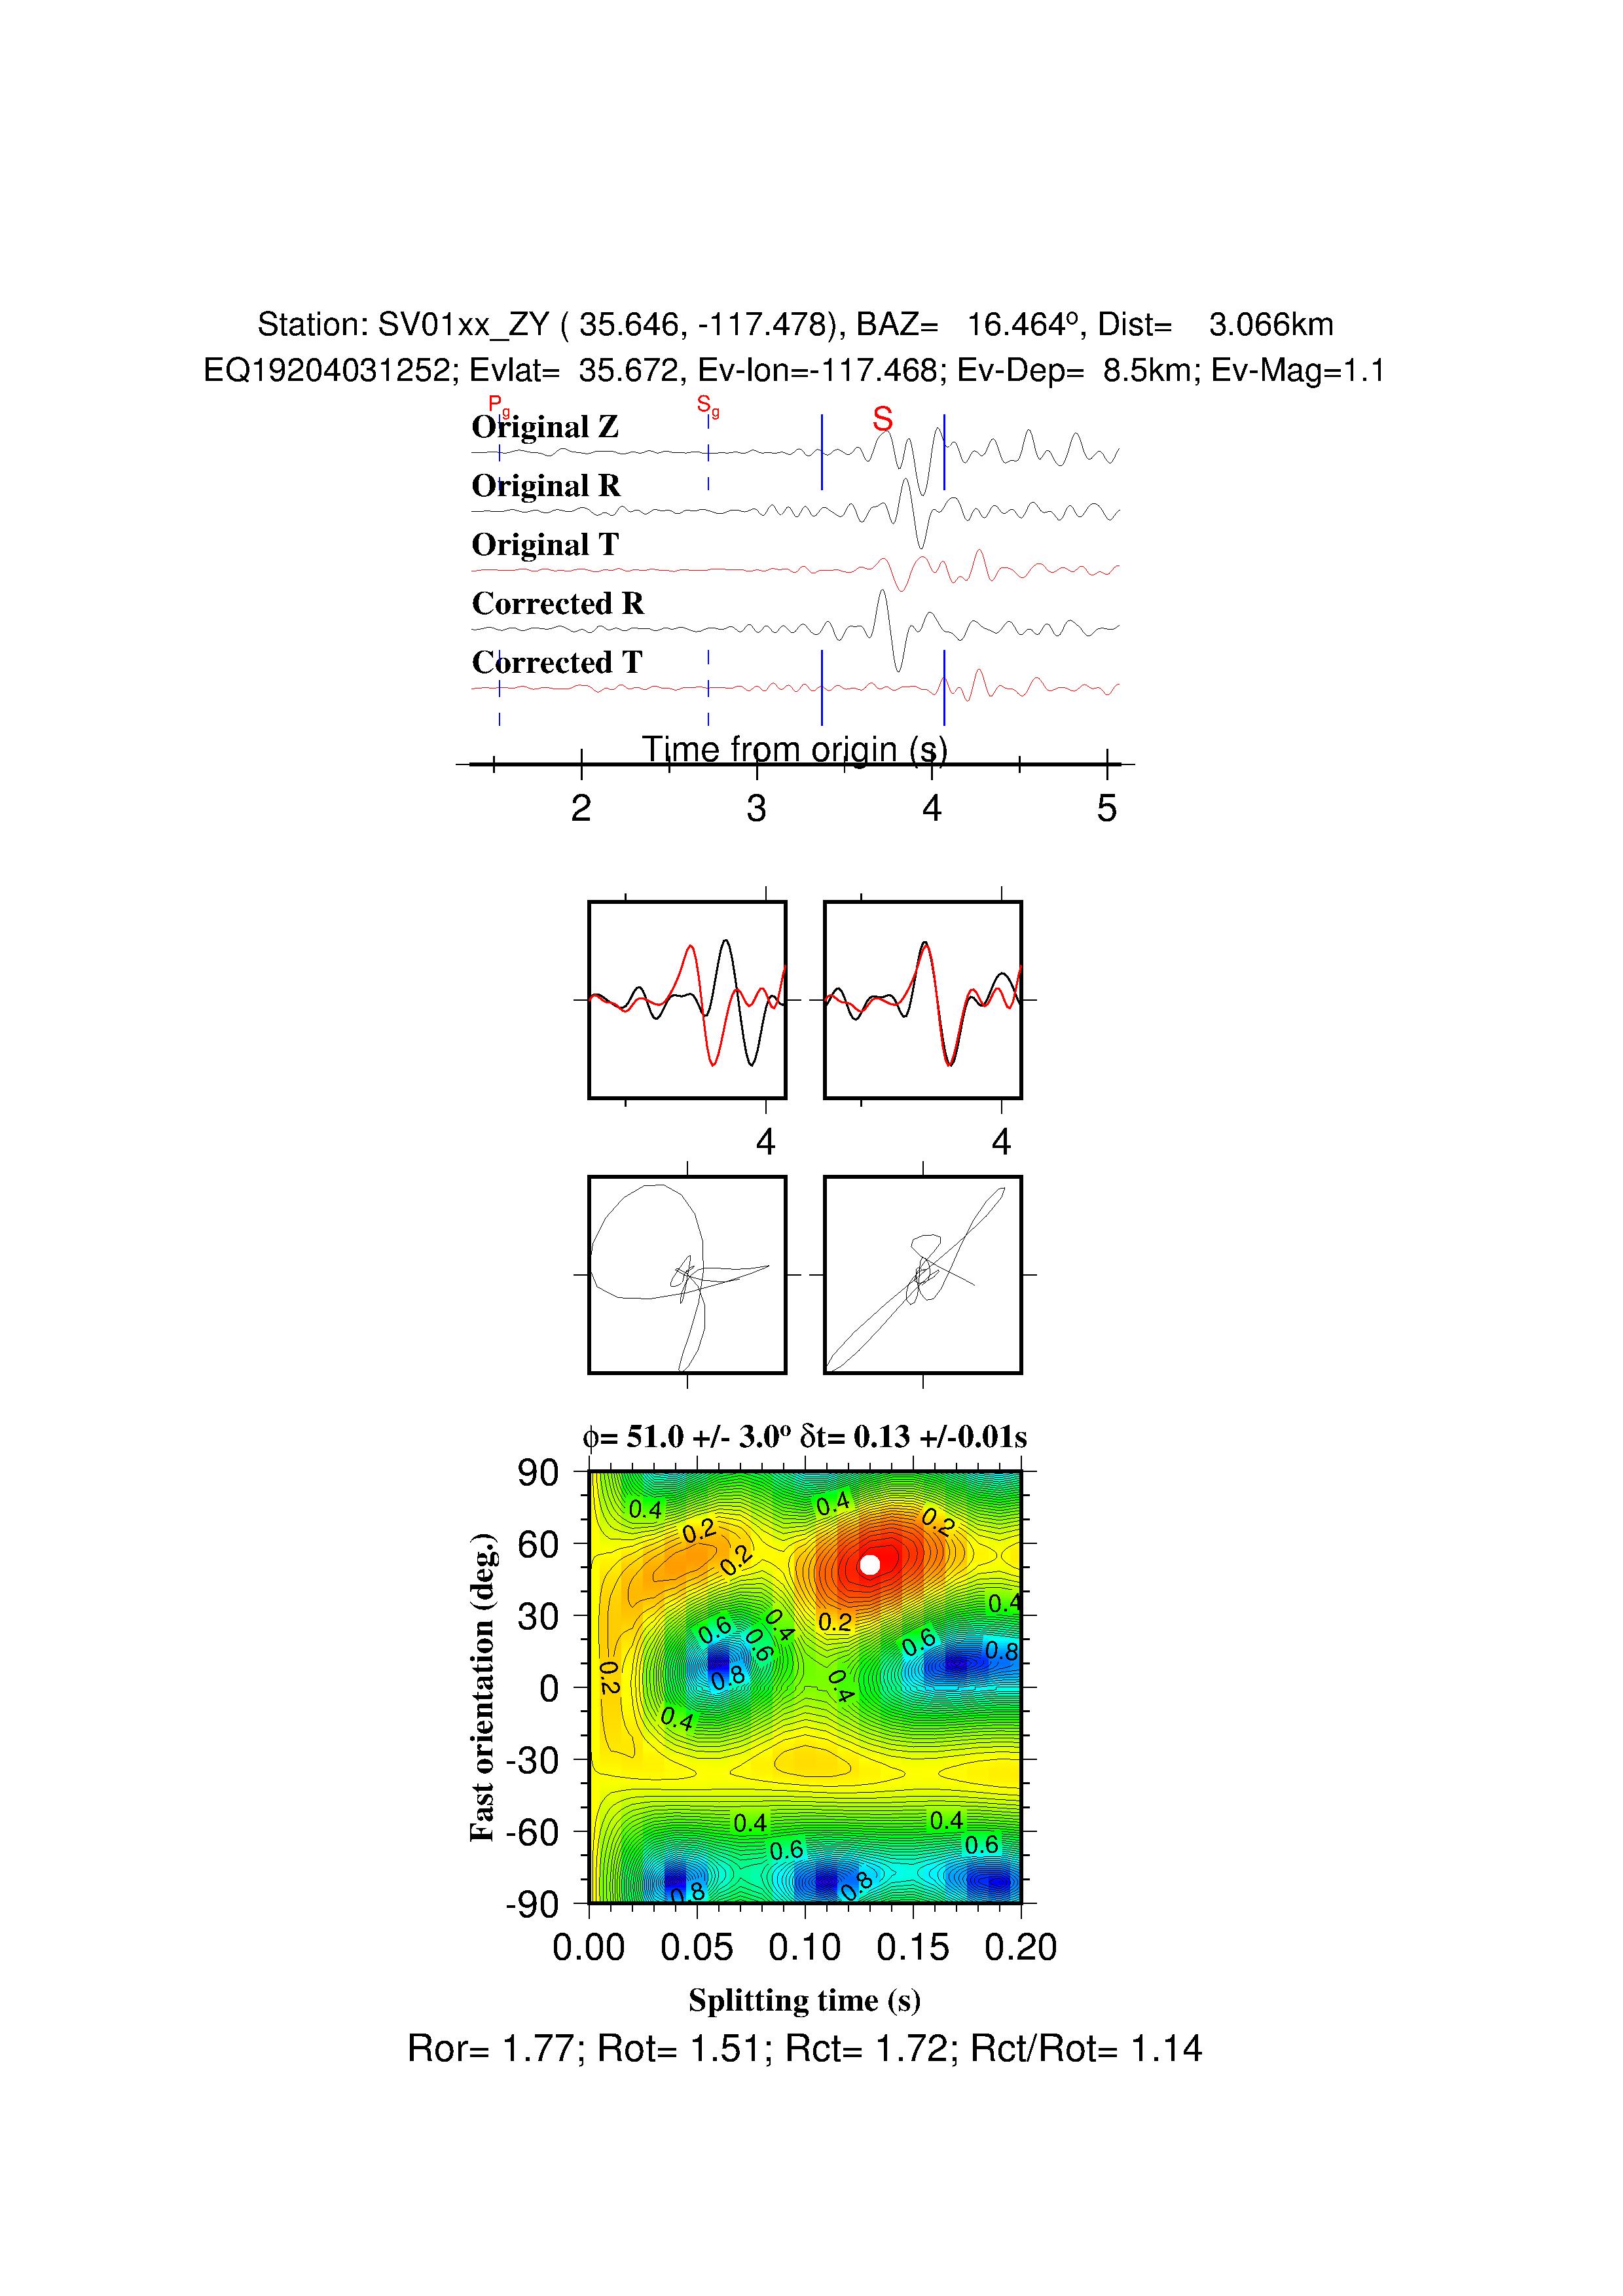 Station: SV01xx_ZY ( 35.646, -117.478), BAZ= 16.464º, Dist= 3.066km
EQ19204031252; Evlat= 35.672, Ev-lon=-117.468; Ev-Dep= 8.5km; Ev-Mag=1.1
Pg Sg S
Original Z
Original R
Original T
Corrected R
Corrected T
Time from origin (s)
2 3 4 5
4 4
ϕ= 51.0 +/- 3.0º δt= 0.13 +/-0.01s
90
60
30
0
-30
-60
-90
Fast orientation (deg.)
0.4 0.4
0.2 0.2
0.2
0.4
0.2
0.6 0.4 0.6
0.6 0.8
0.2 0.8 0.4
0.4
0.4 0.4
0.6 0.6
0.8 0.8
0.00 0.05 0.10 0.15 0.20
Splitting time (s)
Ror= 1.77; Rot= 1.51; Rct= 1.72; Rct/Rot= 1.14